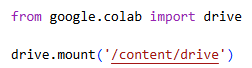 from google.colab import drive
drive.mount('/content/drive')